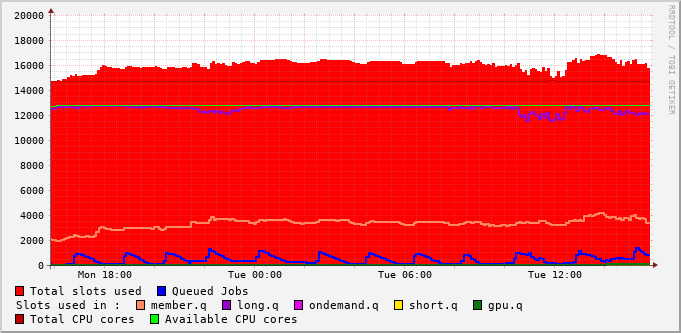 20000
18000
16000
14000
12000
10000
8000
6000
4000
2000
0
Mon 18:00 Tue 00:00 Tue 06:00 Tue 12:00
RRDTOOL / TOBI OETIKER
Total slots used Queued Jobs
Slots used in : member.q long.q ondemand.q short.q gpu.q
Total CPU cores Available CPU cores